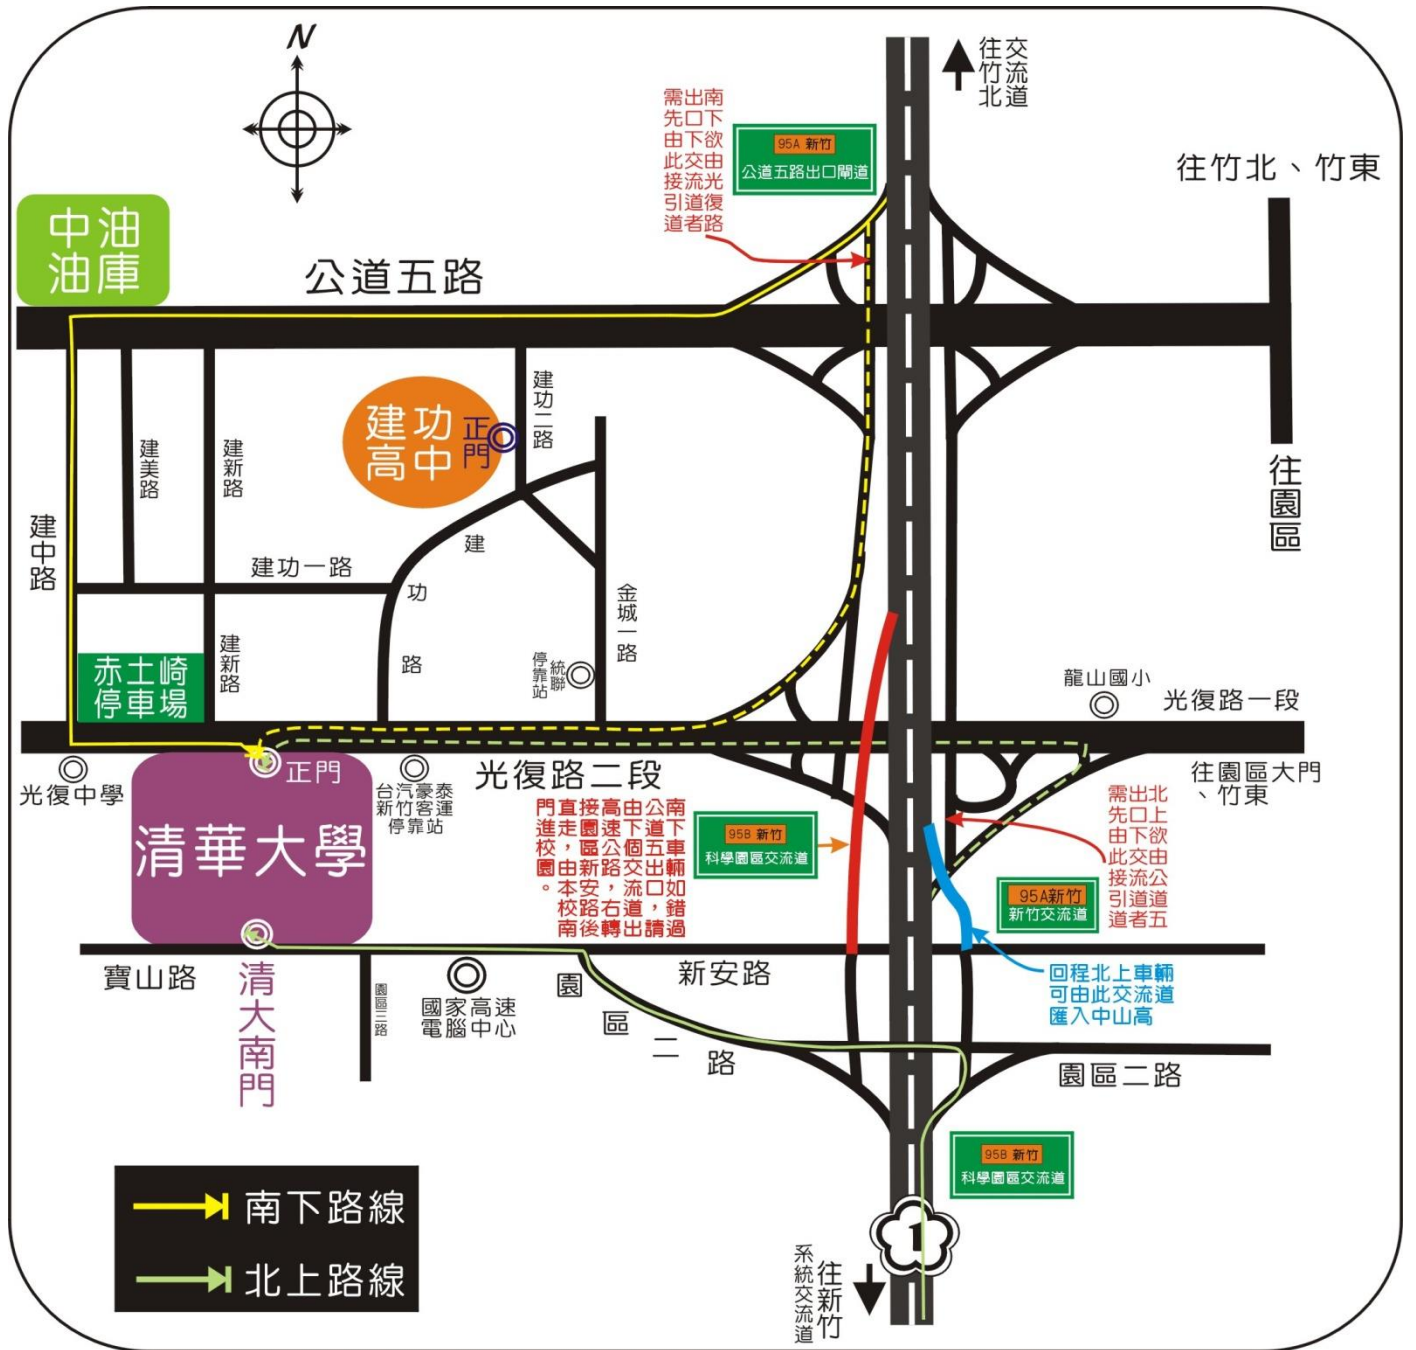 N
往竹北
交流道
南下欲由光復路
出口下交流道者
需先由此接引道
95A 新竹
公道五路出口閘道
往竹北、竹東
中油
油庫
公道五路
建功
高中
正門
建功二路
建美路
建新路
建中路
往園區
建功一路
建功路
金城一路
建新路
赤土崎
停車場
統聯
停靠站
龍山國小
光復路一段
正門
光復中學
台汽豪泰
新竹客運
停靠站
光復路二段
往園區大門
、竹東
清華大學
南下車輛如錯過
公道五出口,請
由下個交流道出
高速公路,右轉
接園區新安路後
直走,由本校南
門進校園。
95B 新竹
科學園區交流道
北上欲由公道五
出口下交流道者
需先由此接引道
95A新竹
新竹交流道
寶山路
新安路
清大南門
園區三路
國家高速
電腦中心
園區二路
回程北上車輛
可由此交流道
匯入中山高
園區二路
95B 新竹
科學園區交流道
南下路線
北上路線
1
往新竹
系統交流道